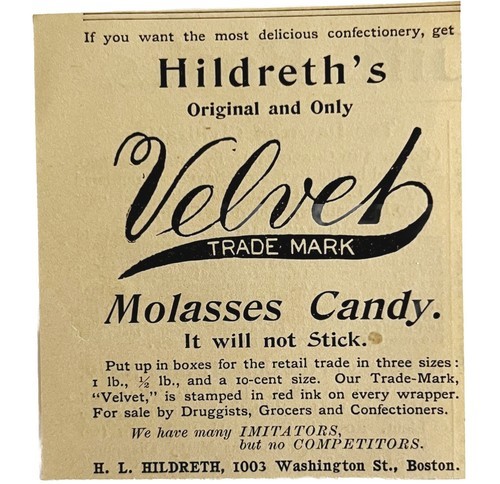 If you want the most delicious confectionery, get
Hildreth's
Original and Only
Velvet
TRADE MARK
Molasses Candy.
It will not Stick.
Put up in boxes for the retail trade in three sizes:
1 lb., ½ lb., and a 10-cent size. Our Trade-Mark,
"Velvet," is stamped in red ink on every wrapper.
For sale by Druggists, Grocers and Confectioners.
We have many IMITATORS,
but no COMPETITORS.
H. L. HILDRETH, 1003 Washington St., Boston.